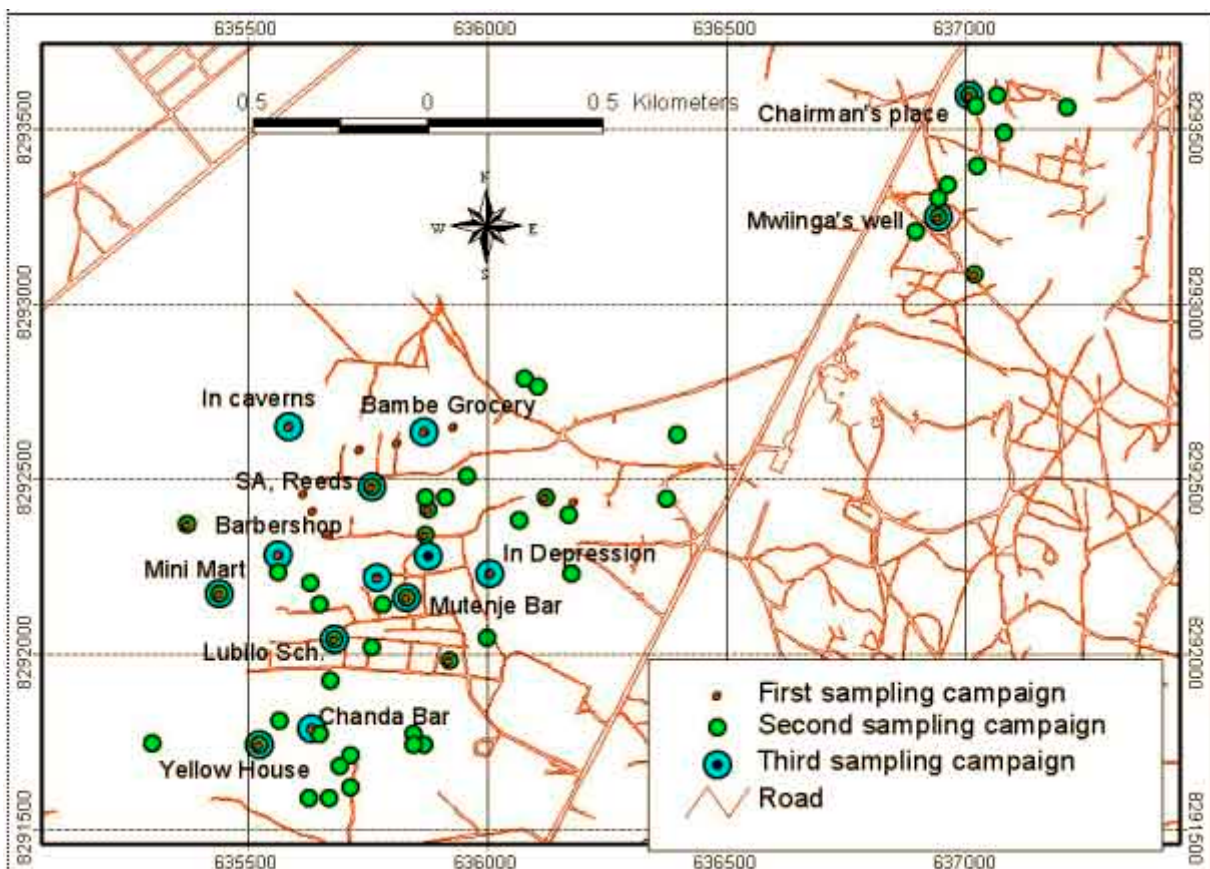 635500 636000 636500 637000
0.5 0 0.5 Kilometers
8293500 8293500
Chairman's place
N
W E
S
Mwiinga's well
8293000 8293000
In caverns
Bambe Grocery
8292500 8292500
SA, Reeds
Barbershop
In Depression
Mini Mart
Mutenje Bar
8292000 8292000
Lubilo Sch.
First sampling campaign
Chanda Bar
Second sampling campaign
Yellow House
Third sampling campaign
Road
8291500 8291500
635500 636000 636500 637000